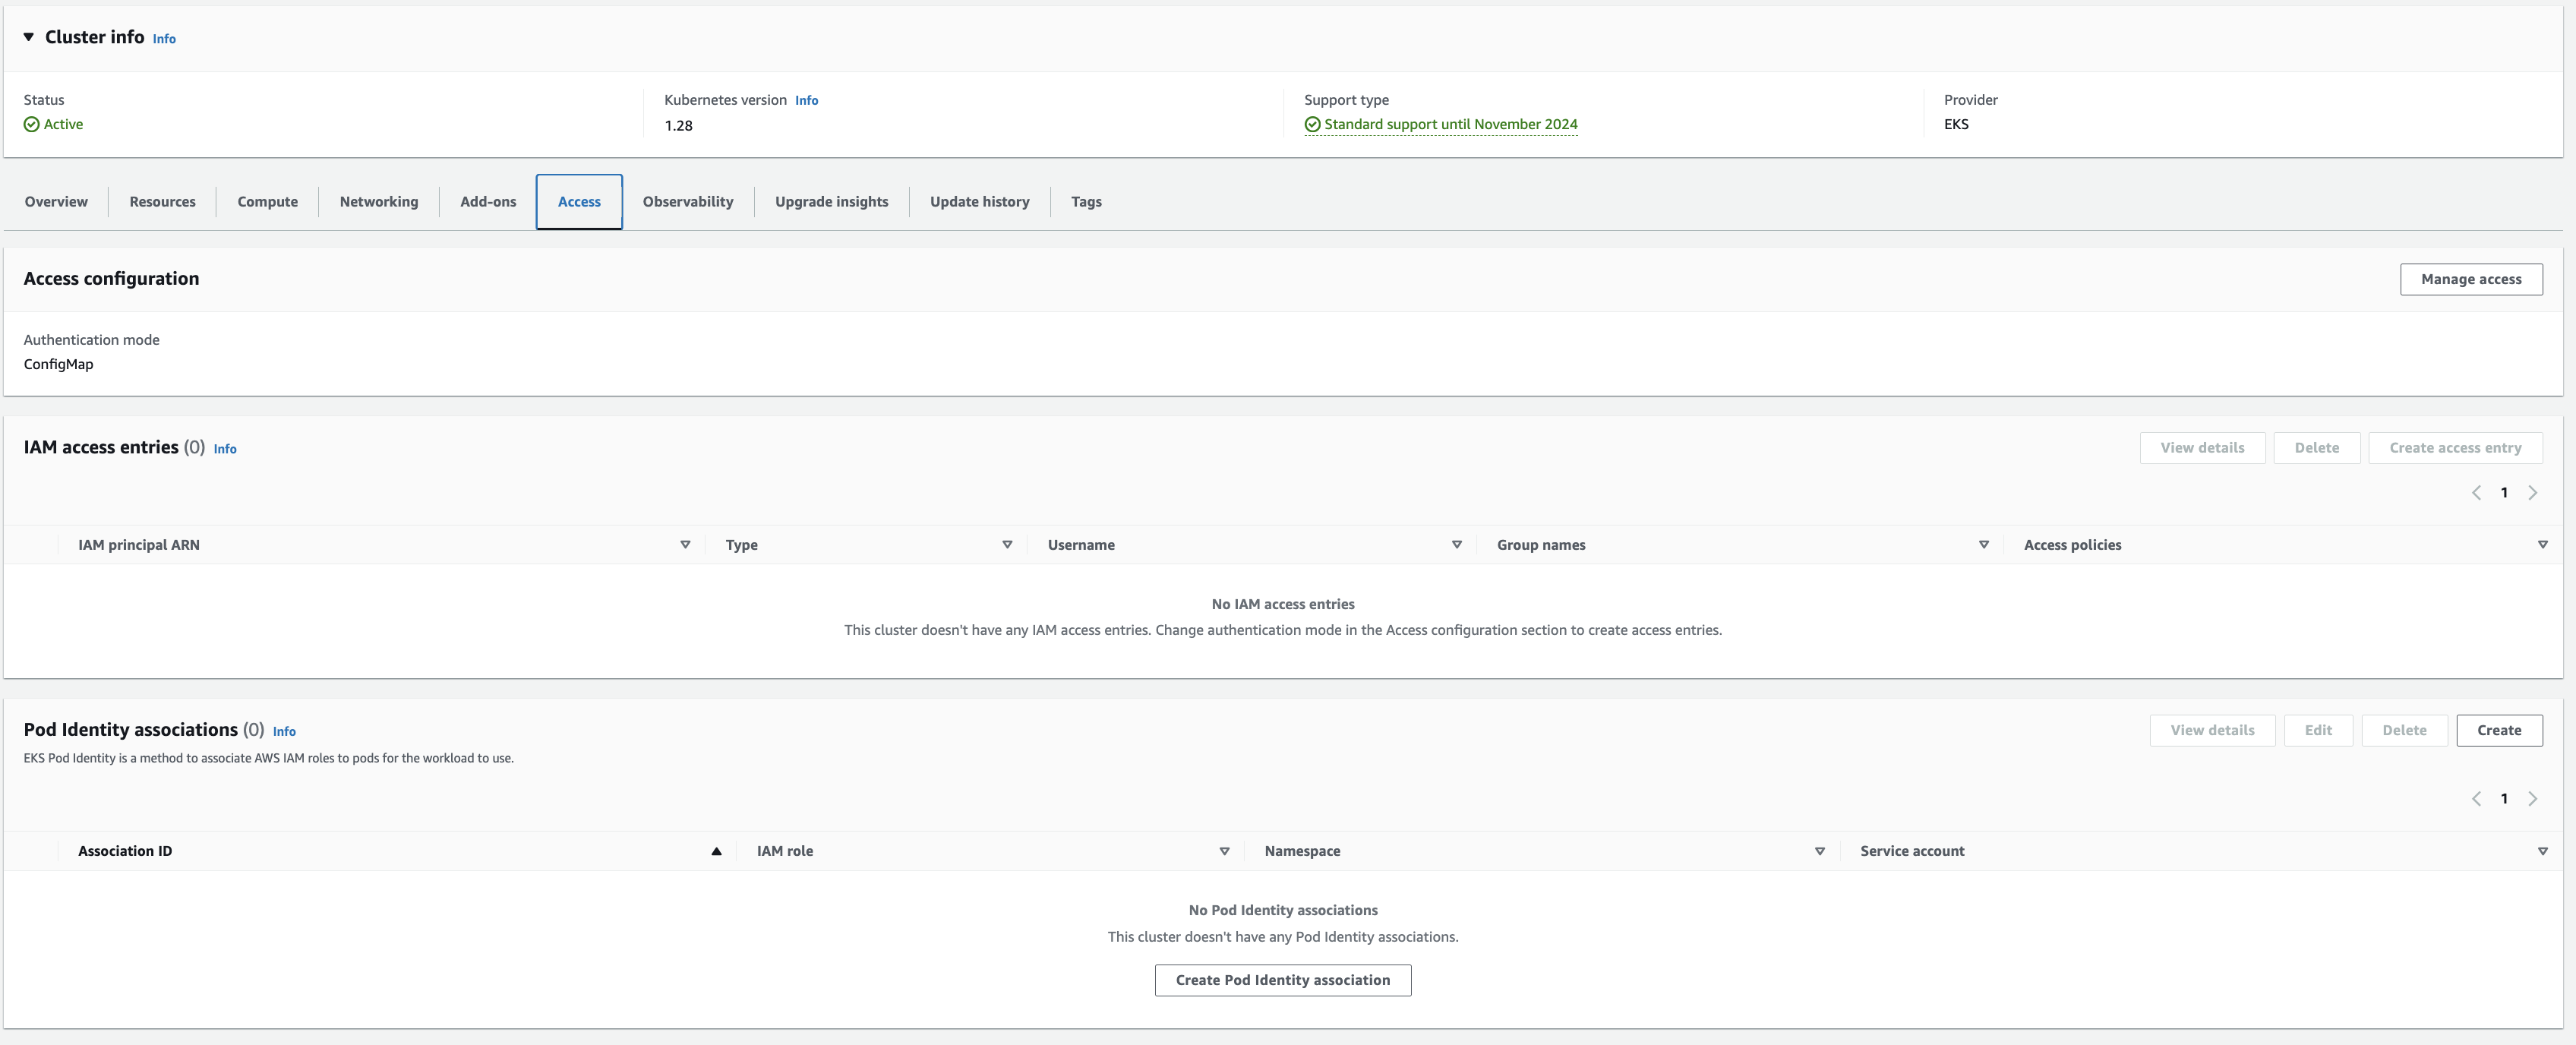 Cluster info Info
Status
Active
Kubernetes version Info
1.28
Support type
Standard support until November 2024
Provider
EKS
Overview Resources Compute Networking Add-ons Access Observability Upgrade insights Update history Tags
Access configuration Manage access
Authentication mode
ConfigMap
IAM access entries (0) Info View details Delete Create access entry
1
IAM principal ARN Type Username Group names Access policies
No IAM access entries
This cluster doesn't have any IAM access entries. Change authentication mode in the Access configuration section to create access entries.
Pod Identity associations (0) Info View details Edit Delete Create
EKS Pod Identity is a method to associate AWS IAM roles to pods for the workload to use.
1
Association ID IAM role Namespace Service account
No Pod Identity associations
This cluster doesn't have any Pod Identity associations.
Create Pod Identity association